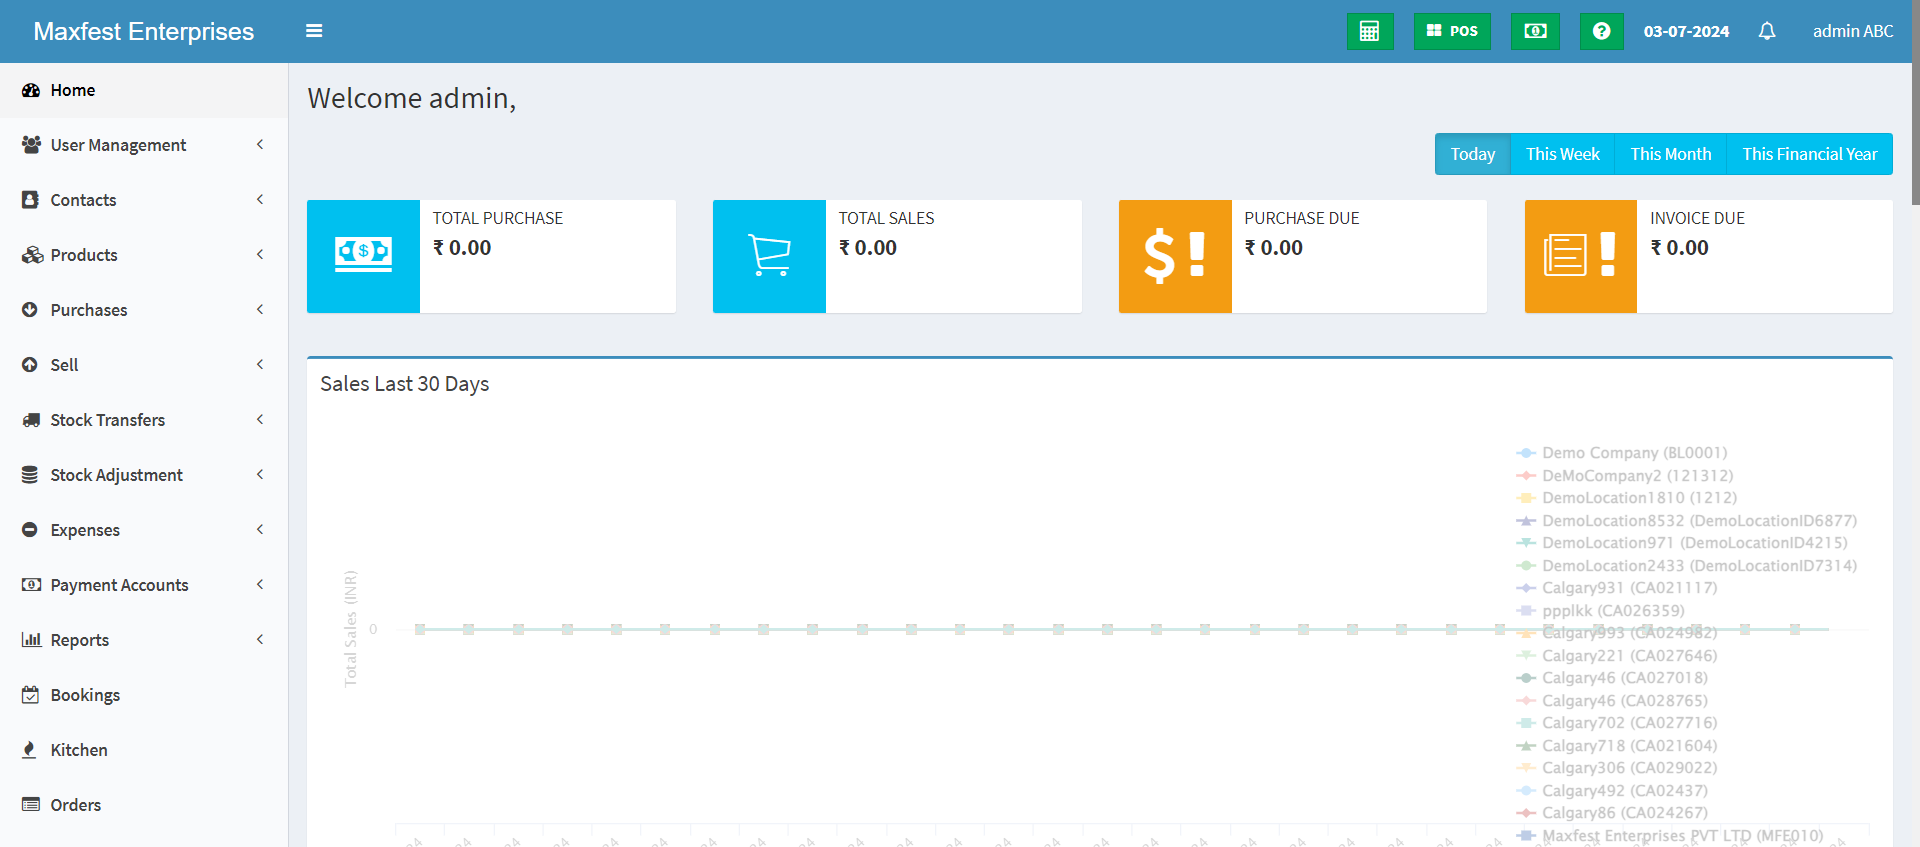 Maxfest Enterprises
POS
03-07-2024
admin ABC
Home
User Management
Contacts
Products
Purchases
Sell
Stock Transfers
Stock Adjustment
Expenses
Payment Accounts
Reports
Bookings
Kitchen
Orders
Welcome admin,
Today
This Week
This Month
This Financial Year
TOTAL PURCHASE
₹ 0.00
TOTAL SALES
₹ 0.00
PURCHASE DUE
₹ 0.00
INVOICE DUE
₹ 0.00
Sales Last 30 Days
Total Sales (INR)
0
Demo Company (BL0001)
DeMoCompany2 (121312)
DemoLocation1810 (1212)
DemoLocation8532 (DemoLocationID6877)
DemoLocation971 (DemoLocationID4215)
DemoLocation2433 (DemoLocationID7314)
Calgary931 (CA021117)
ppplkk (CA026359)
Calgary993 (CA024982)
Calgary221 (CA027646)
Calgary46 (CA027018)
Calgary46 (CA028765)
Calgary702 (CA027716)
Calgary718 (CA021604)
Calgary306 (CA029022)
Calgary492 (CA02437)
Calgary86 (CA024267)
Maxfest Enterprises PVT LTD (MFE010)